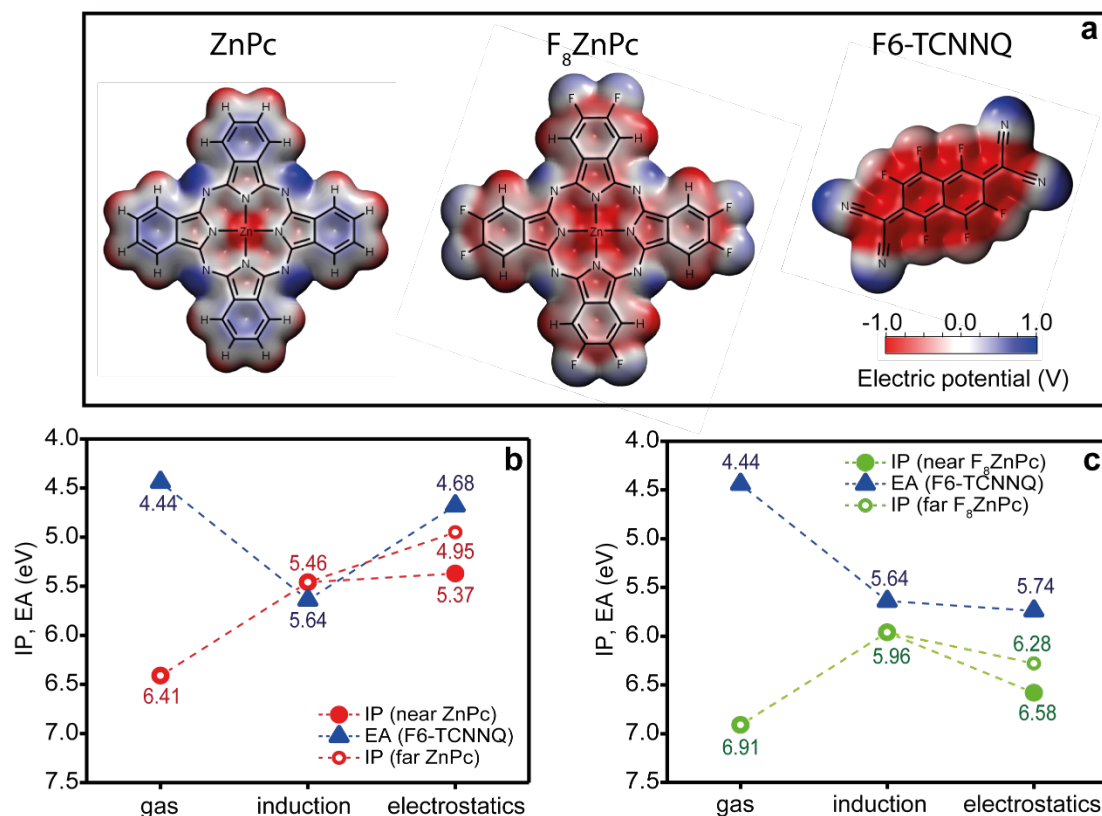 a
ZnPc
F₈ZnPc
F6-TCNNQ
H H
H H
N N N
H H
H H
N Zn N
H H
H H
N N N
H H
H H
F F
H H
N N N
H H
F F
N Zn N
F F
H H
N N N
H H
F F
N
N
F F
F
F
F F
N
N
-1.0 0.0 1.0
Electric potential (V)
b
IP, EA (eV)
4.0
4.5
5.0
5.5
6.0
6.5
7.0
7.5
4.44
6.41
5.46
5.64
4.68
4.95
5.37
IP (near ZnPc)
EA (F6-TCNNQ)
IP (far ZnPc)
gas induction electrostatics
c
IP, EA (eV)
4.0
4.5
5.0
5.5
6.0
6.5
7.0
7.5
IP (near F₈ZnPc)
EA (F6-TCNNQ)
IP (far F₈ZnPc)
4.44
6.91
5.64
5.96
5.74
6.28
6.58
gas induction electrostatics